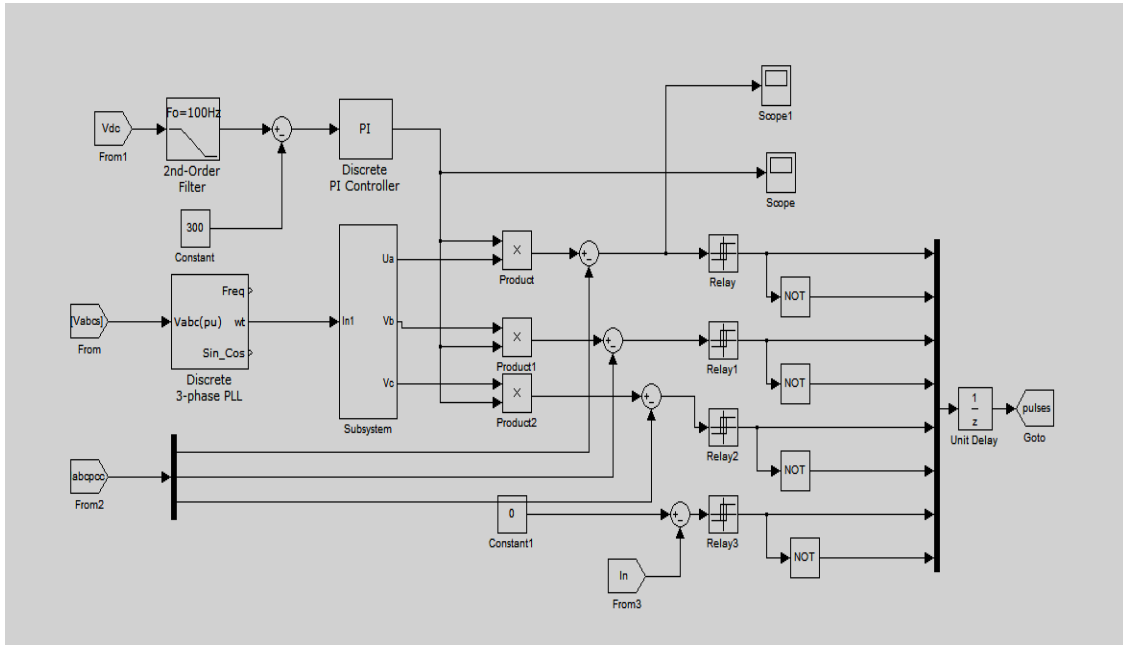 Fo=100Hz
Vdc
From1
2nd-Order
Filter
+
-
PI
Discrete
PI Controller
Scope1
Scope
300
Constant
Ua
Vb
Vc
In1
Subsystem
Freq
Vabc(pu)
wt
Sin_Cos
Discrete
3-phase PLL
[Vabcs]
From
X
Product
X
Product1
X
Product2
+
-
+
-
+
-
Relay
NOT
Relay1
NOT
Relay2
NOT
Relay3
NOT
abcpcc
From2
0
Constant1
+
-
In
From3
1
z
Unit Delay
pulses
Goto